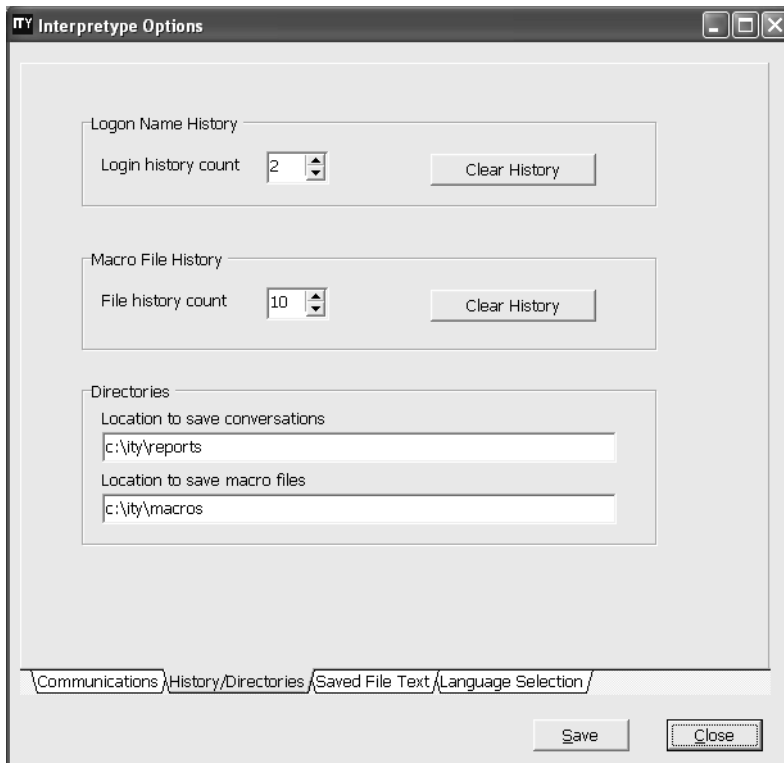 ITY Interpretype Options
Logon Name History
Login history count 2 Clear History
Macro File History
File history count 10 Clear History
Directories
Location to save conversations
c:\ity\reports
Location to save macro files
c:\ity\macros
Communications History/Directories Saved File Text Language Selection
Save Close